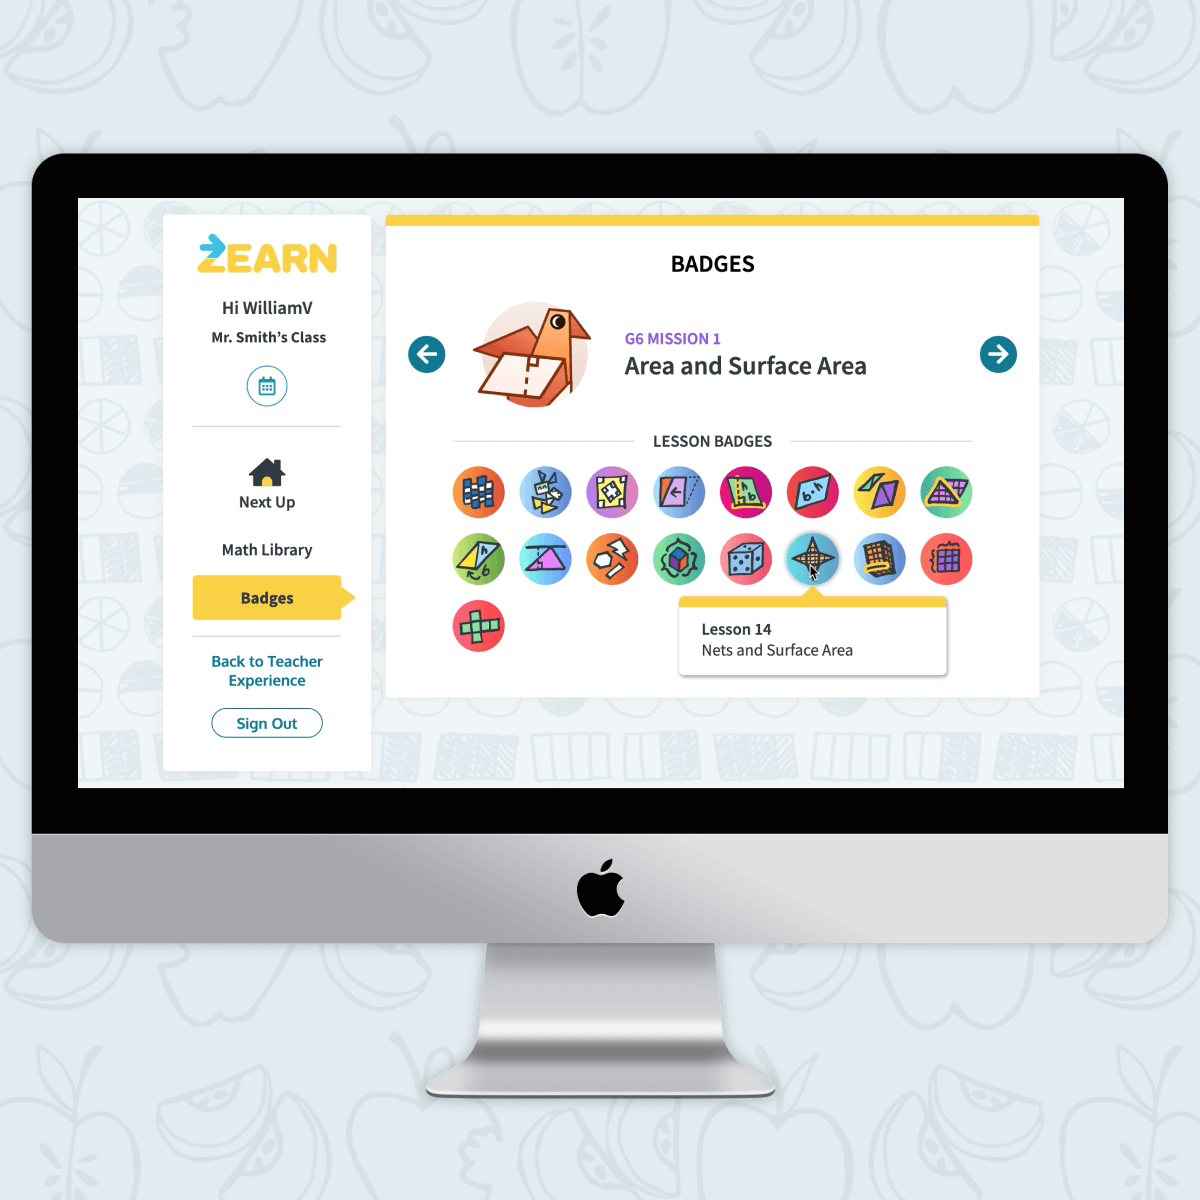 ZEARN
Hi WilliamV
Mr. Smith's Class
Next Up
Math Library
Badges
Back to Teacher
Experience
Sign Out
BADGES
G6 MISSION 1
Area and Surface Area
LESSON BADGES
h
b
b · h
h
b
Lesson 14
Nets and Surface Area